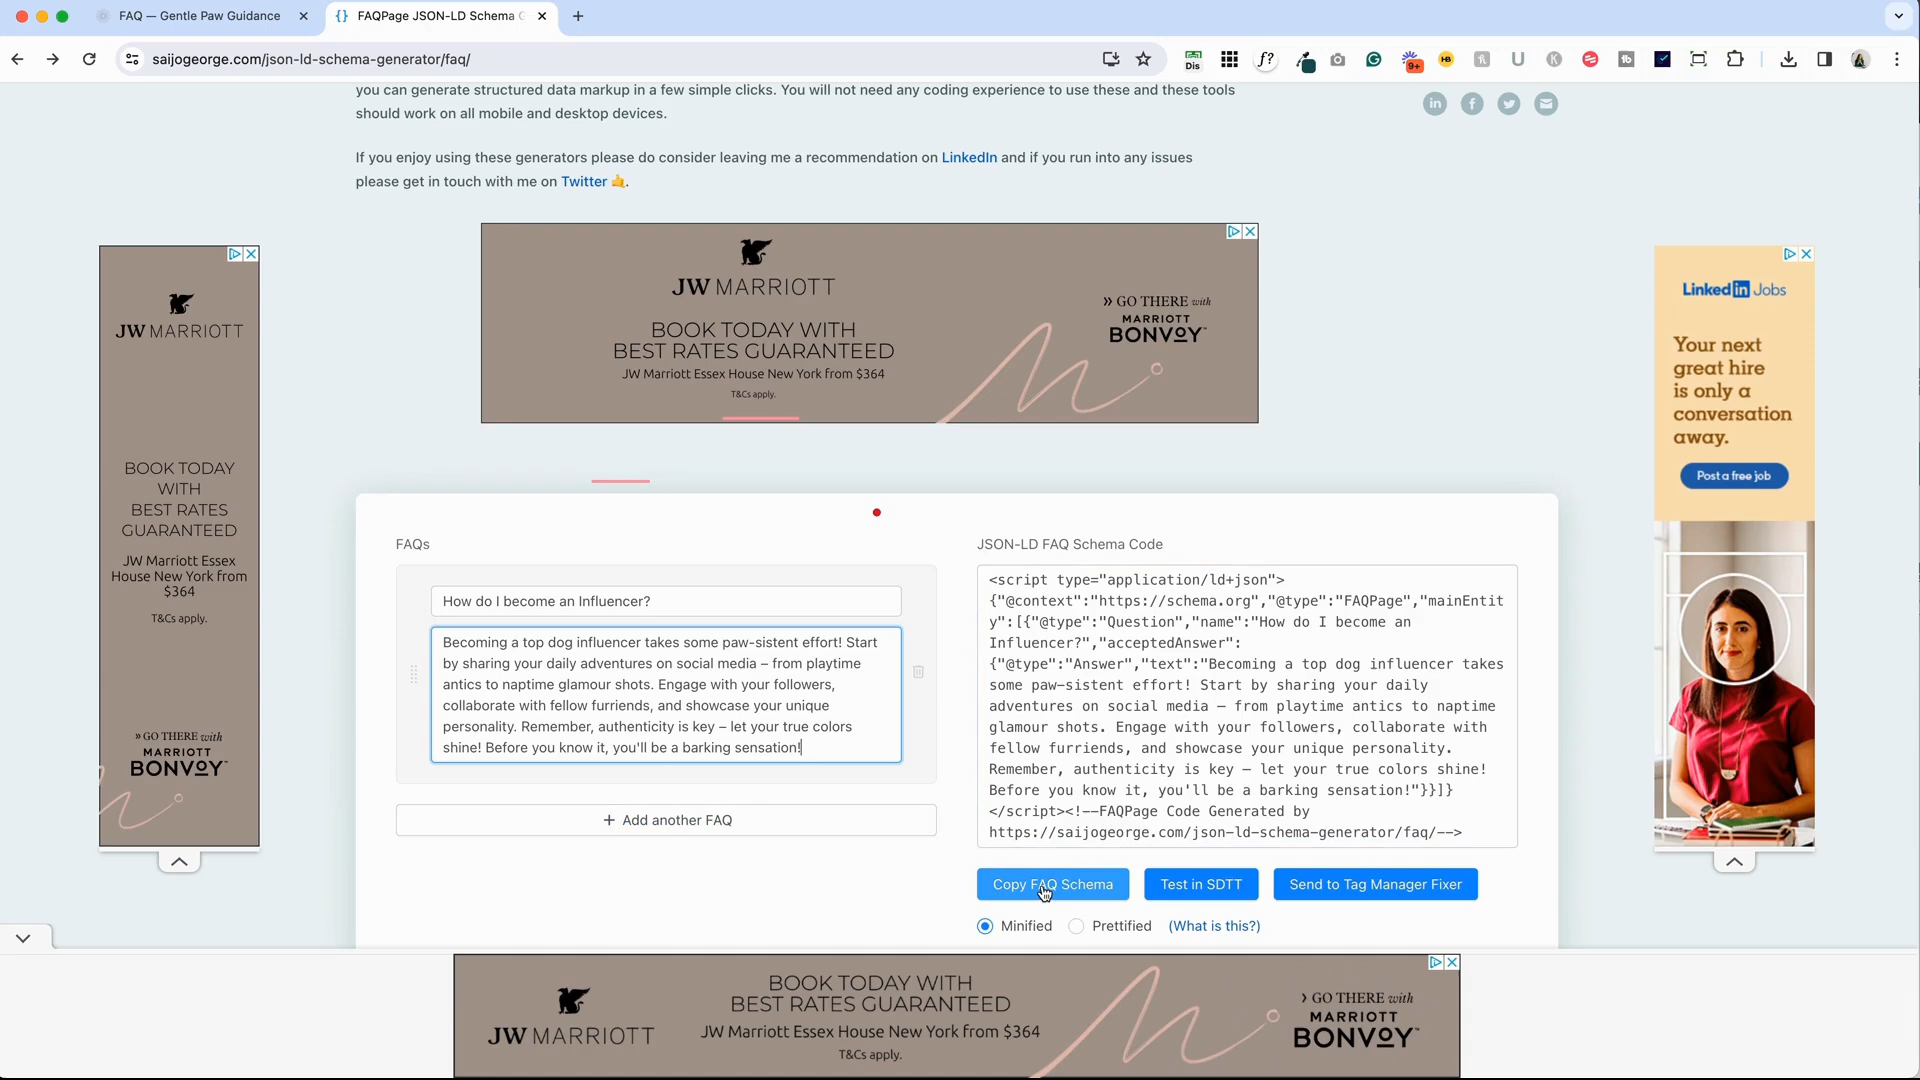 FAQ — Gentle Paw Guidance
FAQPage JSON-LD Schema G
saijogeorge.com/json-ld-schema-generator/faq/
Dis
f?
9+
HB
U
K
you can generate structured data markup in a few simple clicks. You will not need any coding experience to use these and these tools
should work on all mobile and desktop devices.
If you enjoy using these generators please do consider leaving me a recommendation on LinkedIn and if you run into any issues
please get in touch with me on Twitter 🤙.
JW MARRIOTT
BOOK TODAY WITH
BEST RATES GUARANTEED
JW Marriott Essex House New York from $364
T&Cs apply.
» GO THERE with
MARRIOTT
BONVOY™
JW MARRIOTT
BOOK TODAY
WITH
BEST RATES
GUARANTEED
JW Marriott Essex
House New York from
$364
T&Cs apply.
» GO THERE with
MARRIOTT
BONVOY™
LinkedIn Jobs
Your next
great hire
is only a
conversation
away.
Post a free job
FAQs
How do I become an Influencer?
Becoming a top dog influencer takes some paw-sistent effort! Start
by sharing your daily adventures on social media – from playtime
antics to naptime glamour shots. Engage with your followers,
collaborate with fellow furriends, and showcase your unique
personality. Remember, authenticity is key – let your true colors
shine! Before you know it, you'll be a barking sensation!
+ Add another FAQ
JSON-LD FAQ Schema Code
<script type="application/ld+json">
{"@context":"https://schema.org","@type":"FAQPage","mainEntit
y":[{"@type":"Question","name":"How do I become an
Influencer?","acceptedAnswer":
{"@type":"Answer","text":"Becoming a top dog influencer takes
some paw-sistent effort! Start by sharing your daily
adventures on social media – from playtime antics to naptime
glamour shots. Engage with your followers, collaborate with
fellow furriends, and showcase your unique personality.
Remember, authenticity is key – let your true colors shine!
Before you know it, you'll be a barking sensation!"}}]}
</script><!--FAQPage Code Generated by
https://saijogeorge.com/json-ld-schema-generator/faq/-->
Copy FAQ Schema
Test in SDTT
Send to Tag Manager Fixer
Minified
Prettified
(What is this?)
JW MARRIOTT
BOOK TODAY WITH
BEST RATES GUARANTEED
JW Marriott Essex House New York from $364
T&Cs apply.
› GO THERE with
MARRIOTT
BONVOY™